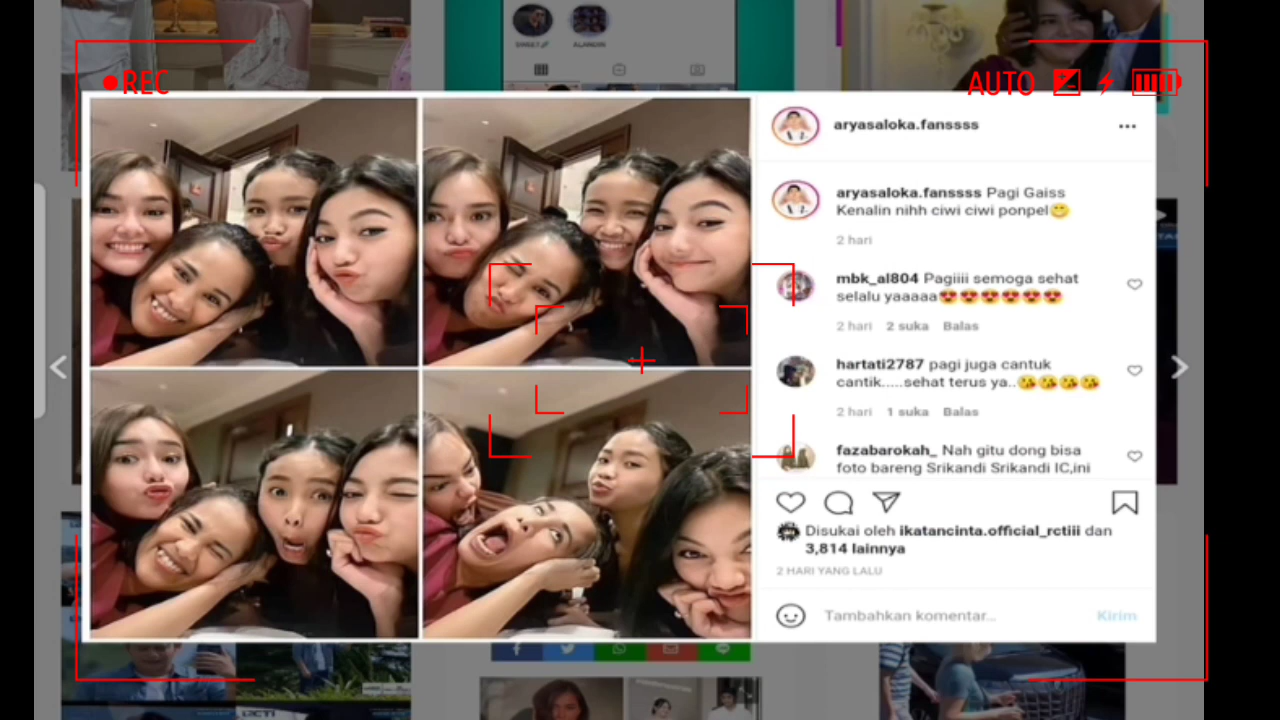 SWEET
ALANDIN
REC
AUTO
aryasaloka.fanssss
aryasaloka.fanssss Pagi Gaiss
Kenalin nihh ciwi ciwi ponpel😁
2 hari
mbk_al804 Pagiiii semoga sehat
selalu yaaaaa😍😍😍😍😍😍
2 hari 2 suka Balas
hartati2787 pagi juga cantuk
cantik.....sehat terus ya..😘😘😘😘
2 hari 1 suka Balas
fazabarokah_ Nah gitu dong bisa
foto bareng Srikandi Srikandi IC,ini
Disukai oleh ikatancinta.official_rctiii dan
3,814 lainnya
2 HARI YANG LALU
Tambahkan komentar...
Kirim